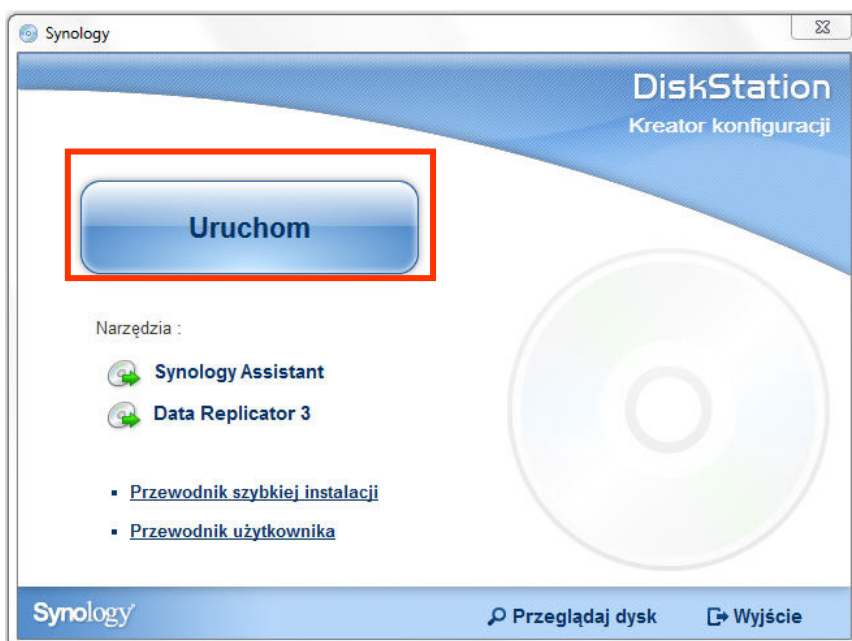 Synology
DiskStation
Kreator konfiguracji
Uruchom
Narzędzia :
Synology Assistant
Data Replicator 3
Przewodnik szybkiej instalacji
Przewodnik użytkownika
Synology
Przeglądaj dysk
Wyjście